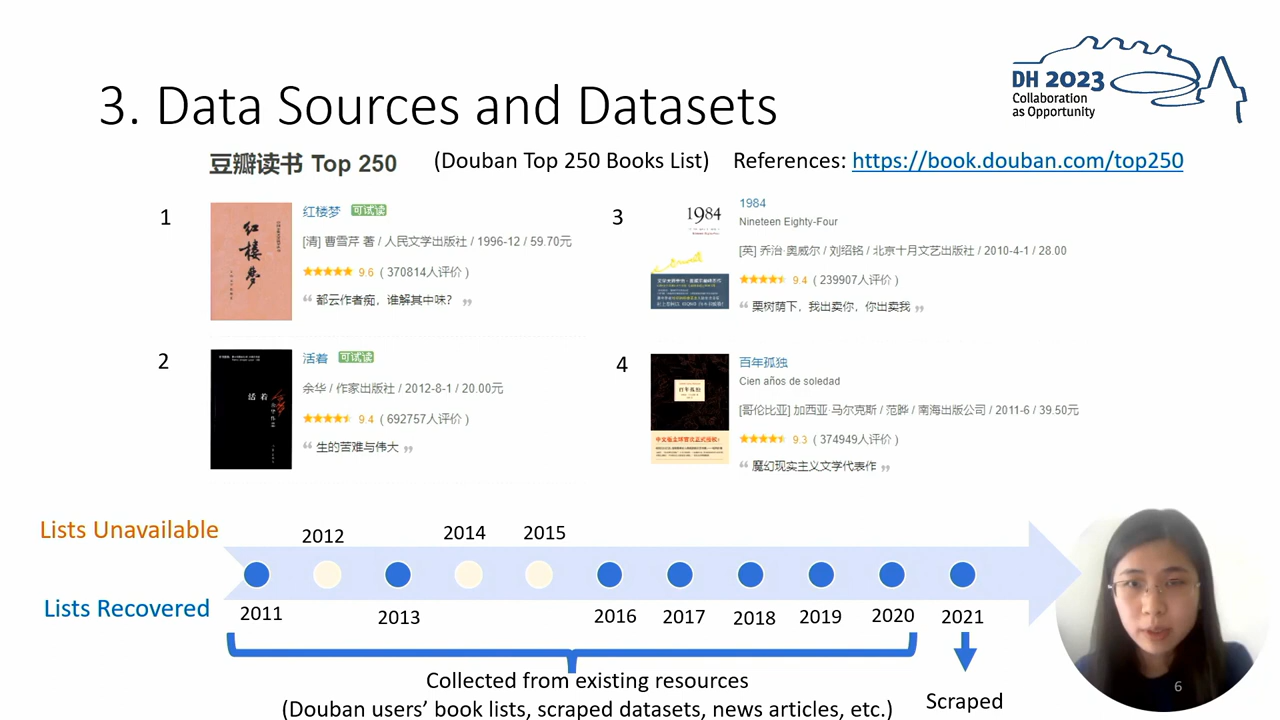 DH 2023
Collaboration
as Opportunity
3. Data Sources and Datasets
豆瓣读书 Top 250
(Douban Top 250 Books List)
References: https://book.douban.com/top250
1
红楼梦 可试读
[清] 曹雪芹 著 / 人民文学出版社 / 1996-12 / 59.70元
9.6 ( 370814人评价 )
“ 都云作者痴，谁解其中味？ ”
红楼梦
2
活着 可试读
余华 / 作家出版社 / 2012-8-1 / 20.00元
9.4 ( 692757人评价 )
“ 生的苦难与伟大 ”
活着
3
1984
Nineteen Eighty-Four
[英] 乔治·奥威尔 / 刘绍铭 / 北京十月文艺出版社 / 2010-4-1 / 28.00
9.4 ( 239907人评价 )
“ 栗树荫下，我出卖你，你出卖我 ”
1984
4
百年孤独
Cien años de soledad
[哥伦比亚] 加西亚·马尔克斯 / 范晔 / 南海出版公司 / 2011-6 / 39.50元
9.3 ( 374949人评价 )
“ 魔幻现实主义文学代表作 ”
百年孤独
Lists Unavailable
2012
2014
2015
Lists Recovered
2011
2013
2016
2017
2018
2019
2020
2021
Collected from existing resources
(Douban users’ book lists, scraped datasets, news articles, etc.)
Scraped
6